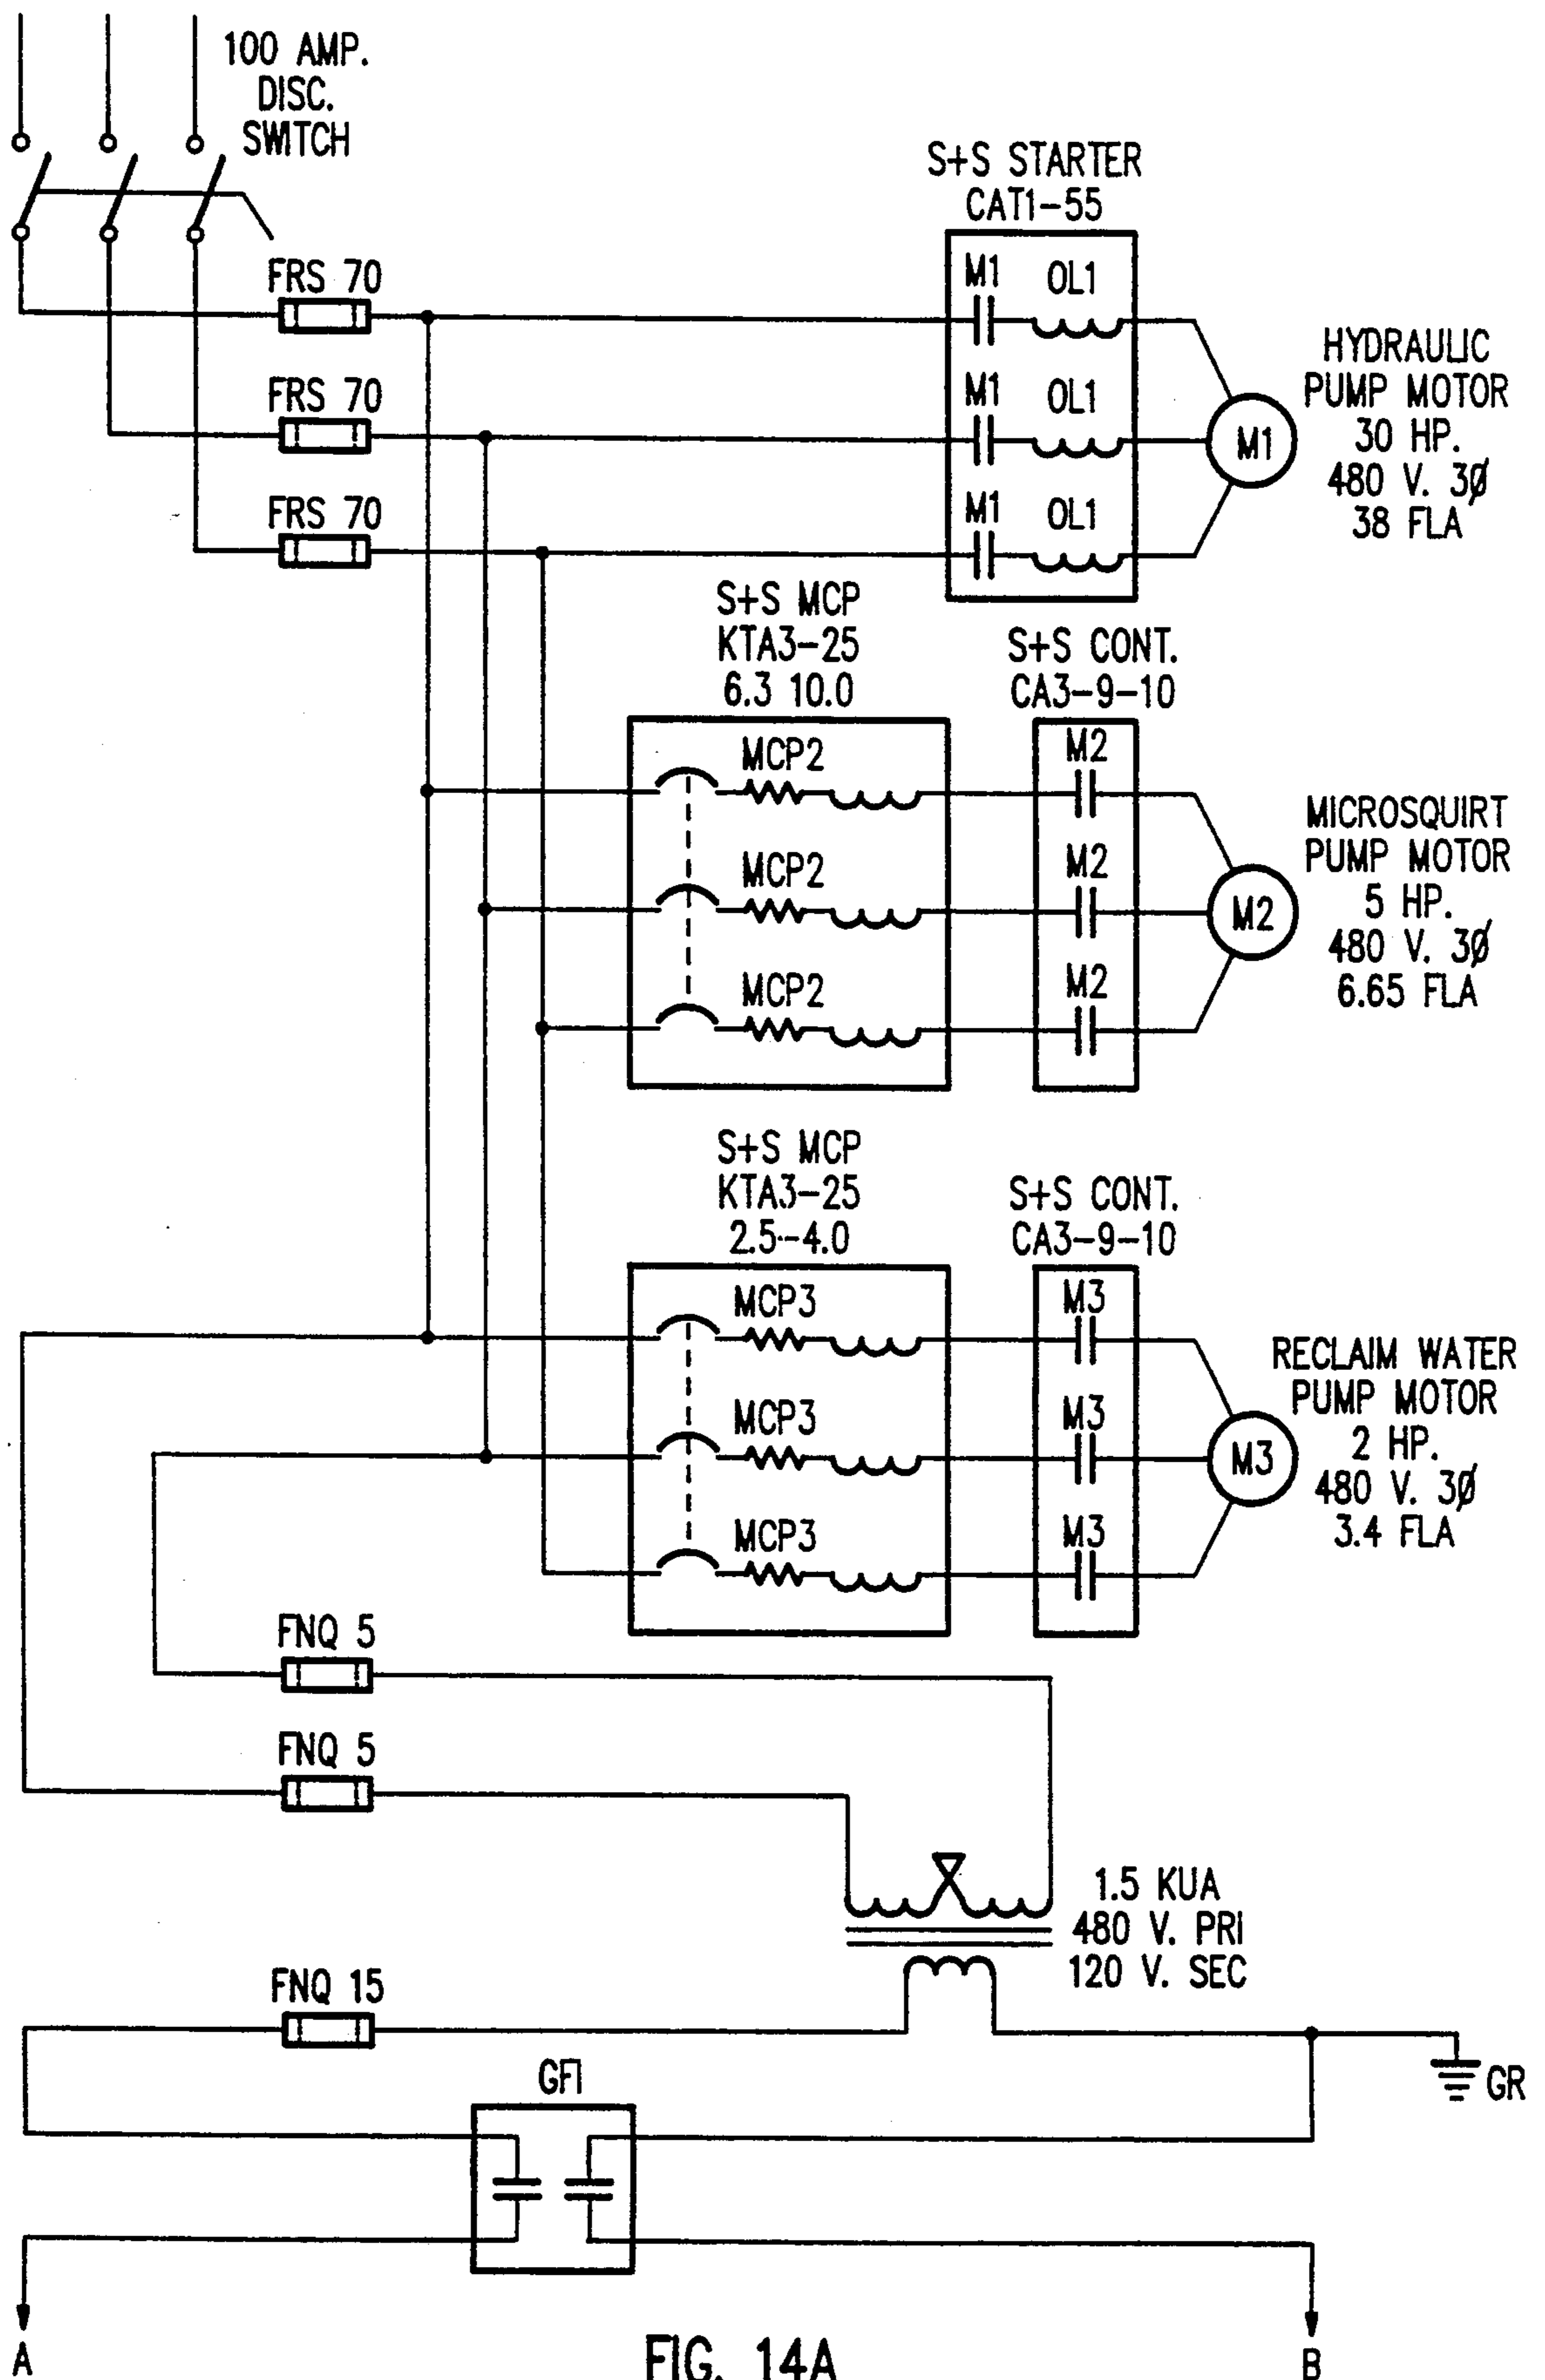 100 AMP.
DISC.
SWITCH
S+S STARTER
CAT1-55
FRS 70
M1 OL1
FRS 70
M1 OL1
FRS 70
M1 OL1
HYDRAULIC
PUMP MOTOR
30 HP.
480 V. 3Ø
38 FLA
M1
S+S MCP
KTA3-25
6.3 10.0
S+S CONT.
CA3-9-10
MCP2
M2
MCP2
M2
MCP2
M2
M2
MICROSQUIRT
PUMP MOTOR
5 HP.
480 V. 3Ø
6.65 FLA
S+S MCP
KTA3-25
2.5--4.0
S+S CONT.
CA3-9-10
MCP3
M3
MCP3
M3
MCP3
M3
M3
RECLAIM WATER
PUMP MOTOR
2 HP.
480 V. 3Ø
3.4 FLA
FNQ 5
FNQ 5
1.5 KUA
480 V. PRI
120 V. SEC
FNQ 15
GFI
GR
A
B
FIG. 14A